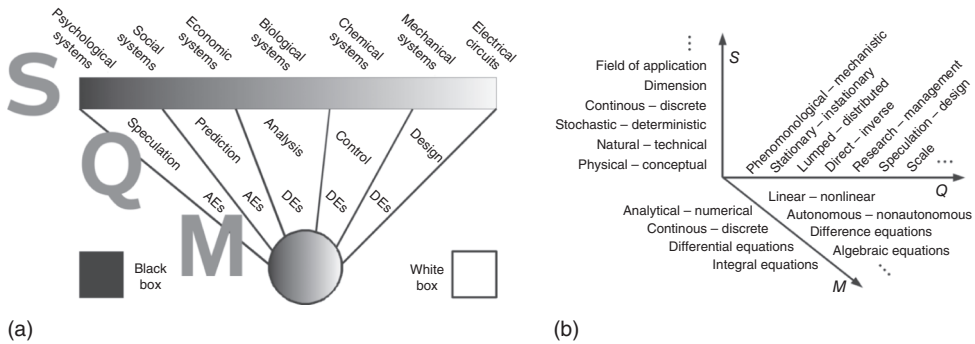 Psychological
systems
Social
systems
Economic
systems
Biological
systems
Chemical
systems
Mechanical
systems
Electrical
circuits
S
Speculation
Prediction
Analysis
Control
Design
Q
AEs
AEs
DEs
DEs
DEs
M
Black
box
White
box
(a)
S
Field of application
Dimension
Continous – discrete
Stochastic – deterministic
Natural – technical
Physical – conceptual
Phenomonological – mechanistic
Stationary – instationary
Lumped – distributed
Direct – inverse
Research – management
Speculation – design
Scale
...
Q
Linear – nonlinear
Analytical – numerical
Autonomous – nonautonomous
Continuous – discrete
Difference equations
Differential equations
Algebraic equations
Integral equations
...
M
(b)